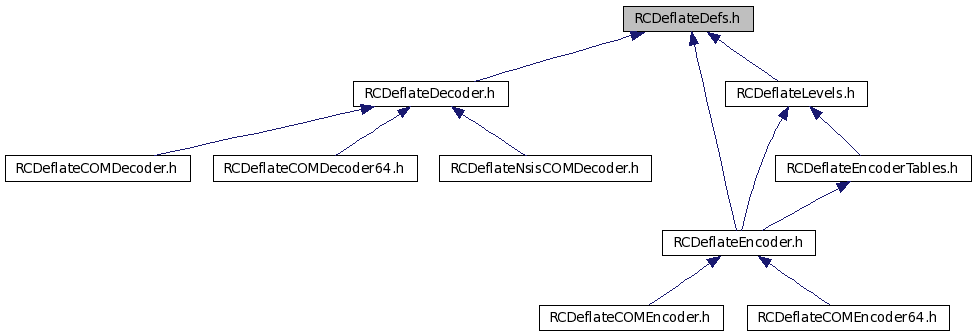 RCDeflateDefs.h
RCDeflateDecoder.h
RCDeflateLevels.h
RCDeflateCOMDecoder.h
RCDeflateCOMDecoder64.h
RCDeflateNsisCOMDecoder.h
RCDeflateEncoderTables.h
RCDeflateEncoder.h
RCDeflateCOMEncoder.h
RCDeflateCOMEncoder64.h